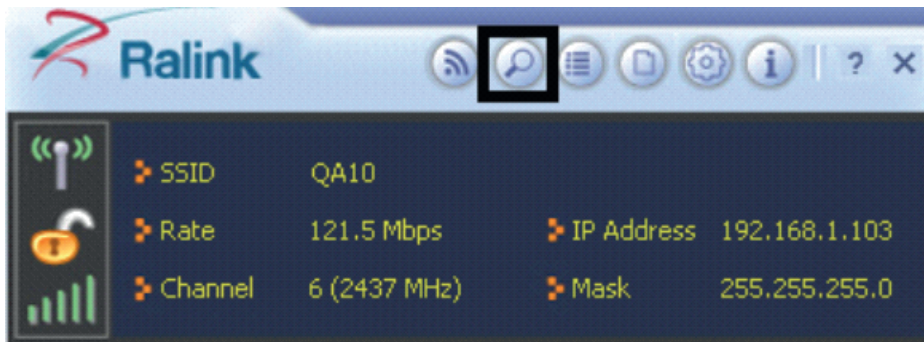 Ralink
i ? ×
SSID QA10
Rate 121.5 Mbps IP Address 192.168.1.103
Channel 6 (2437 MHz) Mask 255.255.255.0